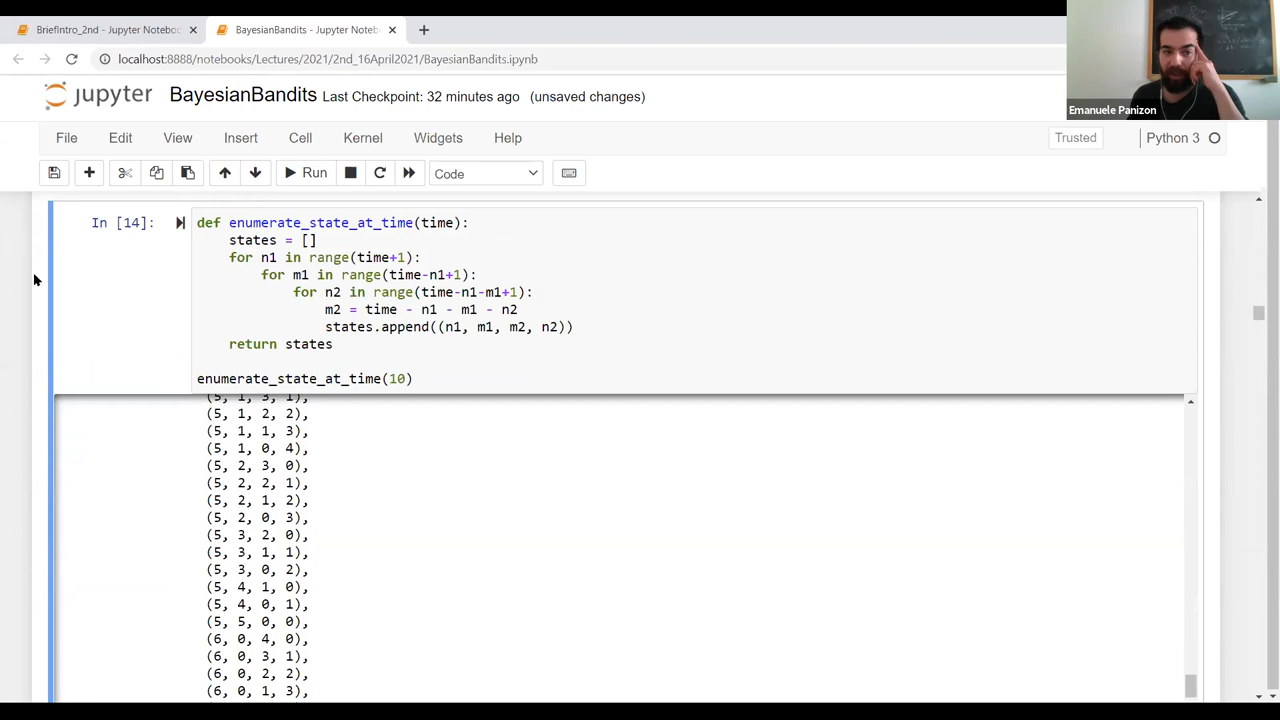 BriefIntro_2nd - Jupyter Notebo
BayesianBandits - Jupyter Noteb
localhost:8888/notebooks/Lectures/2021/2nd_16April2021/BayesianBandits.ipynb
Emanuele Panizon
jupyter BayesianBandits Last Checkpoint: 32 minutes ago (unsaved changes)
File Edit View Insert Cell Kernel Widgets Help Trusted Python 3
Run Code
In [14]: def enumerate_state_at_time(time):
states = []
for n1 in range(time+1):
for m1 in range(time-n1+1):
for n2 in range(time-n1-m1+1):
m2 = time - n1 - m1 - n2
states.append((n1, m1, m2, n2))
return states
enumerate_state_at_time(10)
(5, 1, 3, 1),
(5, 1, 2, 2),
(5, 1, 1, 3),
(5, 1, 0, 4),
(5, 2, 3, 0),
(5, 2, 2, 1),
(5, 2, 1, 2),
(5, 2, 0, 3),
(5, 3, 2, 0),
(5, 3, 1, 1),
(5, 3, 0, 2),
(5, 4, 1, 0),
(5, 4, 0, 1),
(5, 5, 0, 0),
(6, 0, 4, 0),
(6, 0, 3, 1),
(6, 0, 2, 2),
(6, 0, 1, 3),